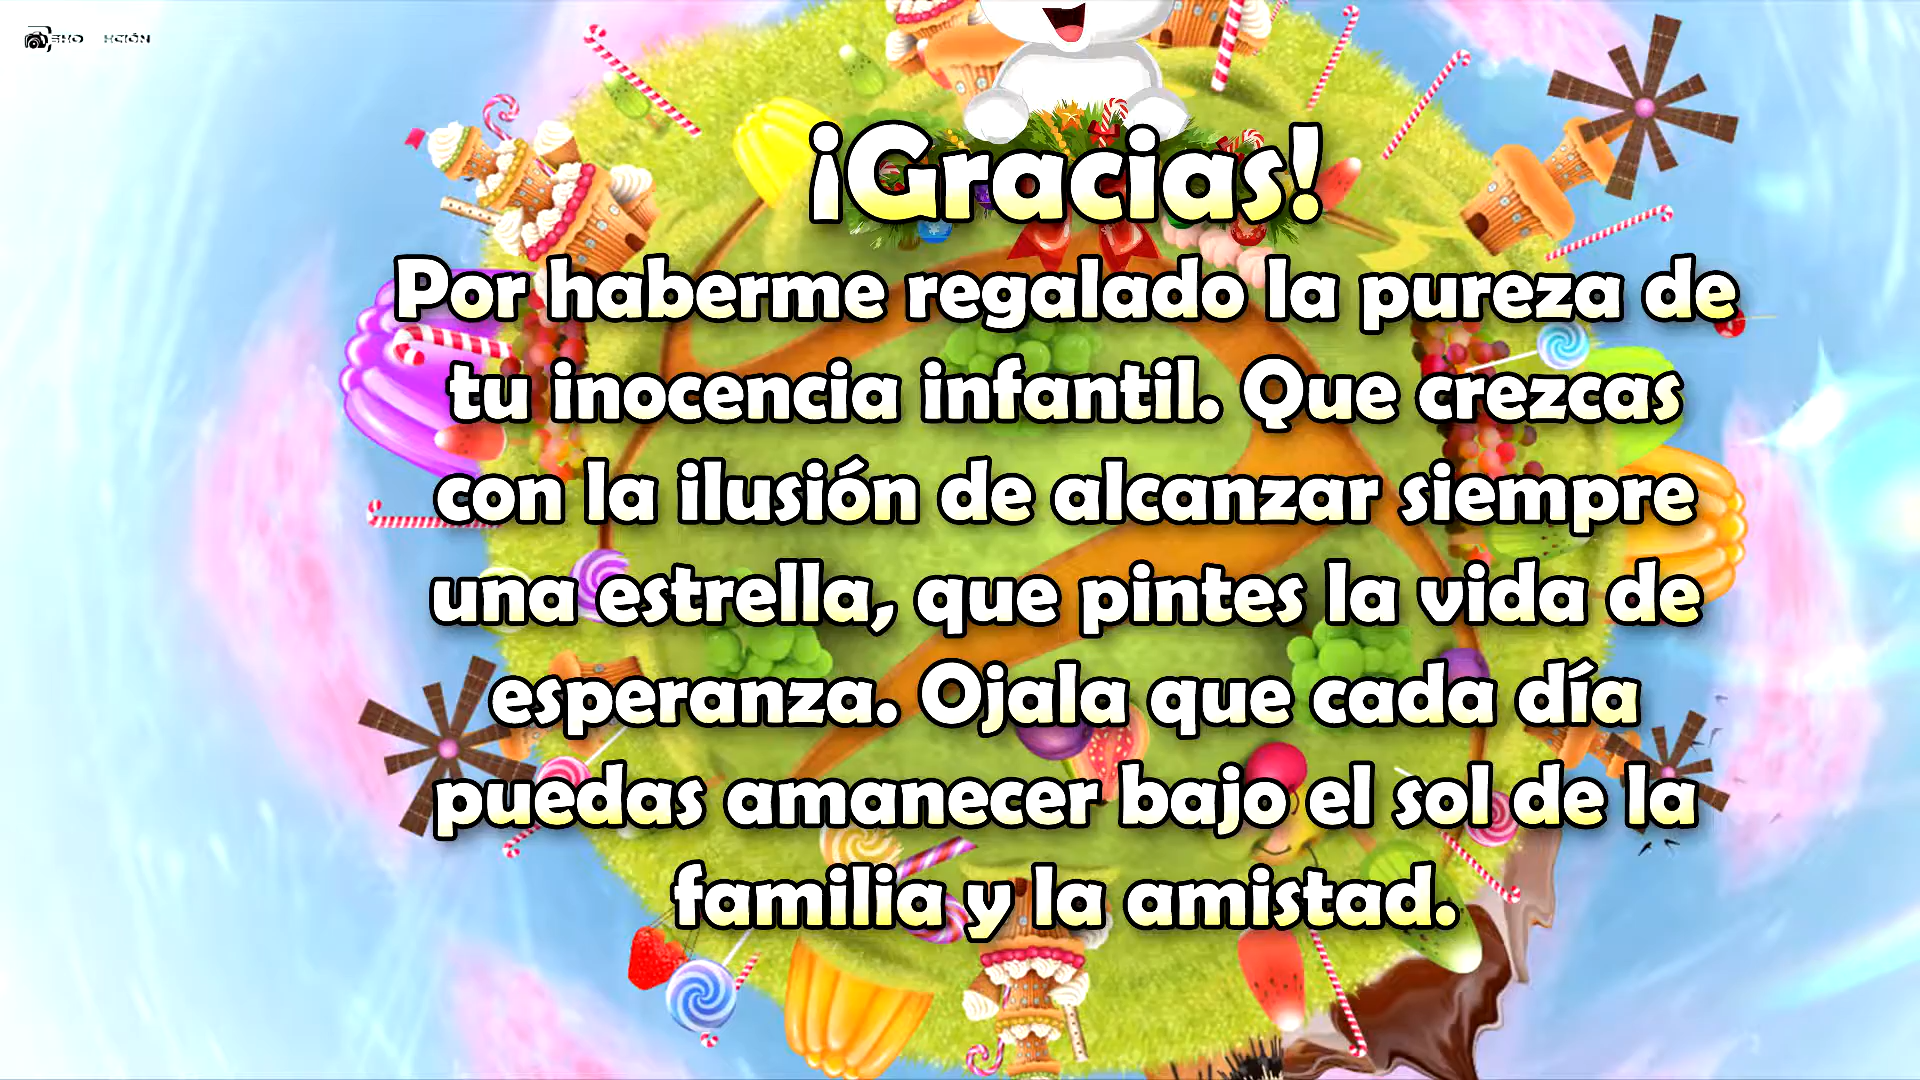 ¡Gracias!
Por haberme regalado la pureza de
tu inocencia infantil. Que crezcas
con la ilusión de alcanzar siempre
una estrella, que pintes la vida de
esperanza. Ojala que cada día
puedas amanecer bajo el sol de la
familia y la amistad.